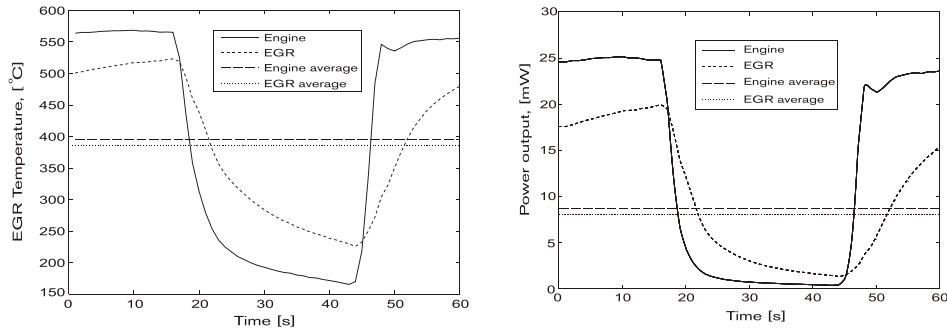 600
550
500
450
400
350
300
250
200
150
EGR Temperature, [°C]
Engine
EGR
Engine average
EGR average
0
10
20
30
40
50
60
Time [s]
30
25
20
15
10
5
0
Power output, [mW]
Engine
EGR
Engine average
EGR average
0
10
20
30
40
50
60
Time [s]